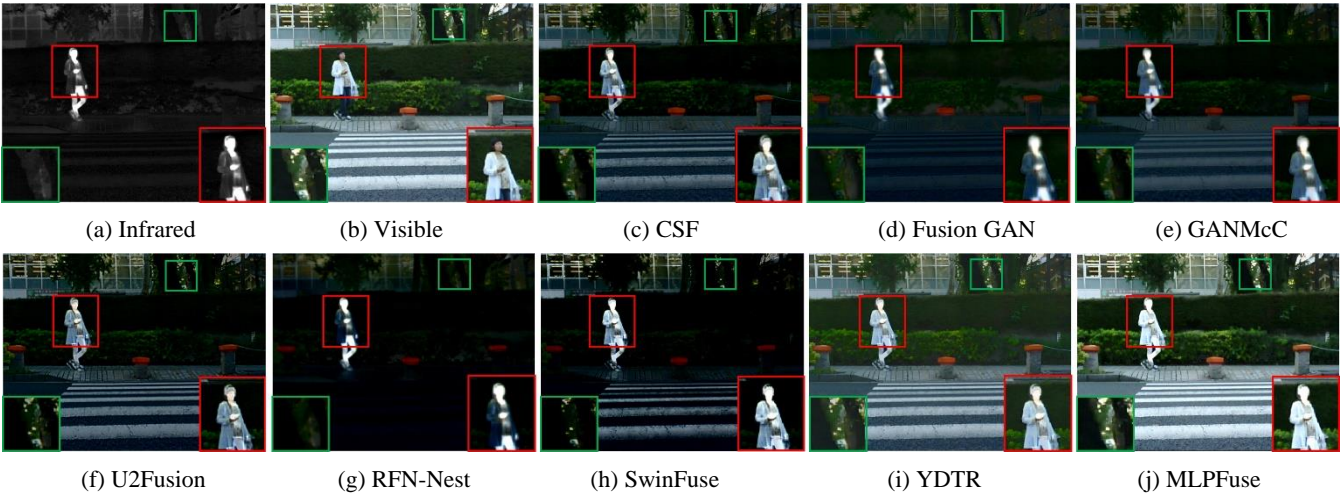 (a) Infrared (b) Visible (c) CSF (d) Fusion GAN (e) GANMcC
(f) U2Fusion (g) RFN-Nest (h) SwinFuse (i) YDTR (j) MLPFuse